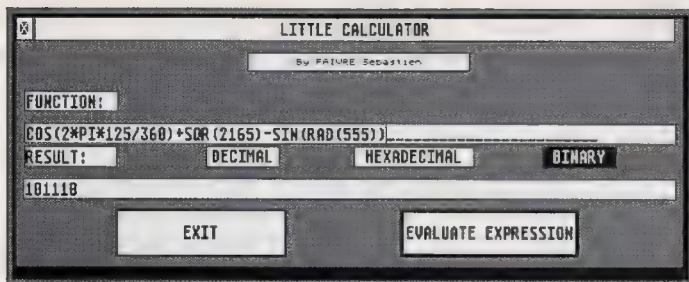 LITTLE CALCULATOR
By FAIVRE Sebastien
FUNCTION:
COS(2*PI*125/360)+SQR(2165)-SIN(RAD(555))
RESULT: DECIMAL HEXADECIMAL BINARY
101110
EXIT EVALUATE EXPRESSION